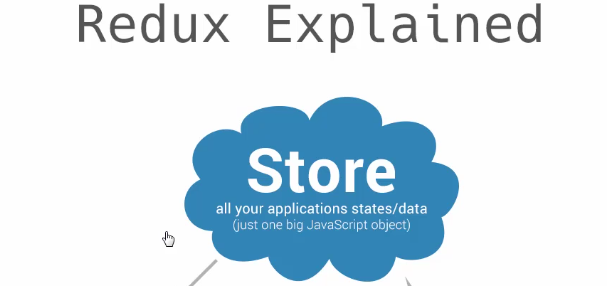 Redux Explained
Store
all your applications states/data
(just one big JavaScript object)